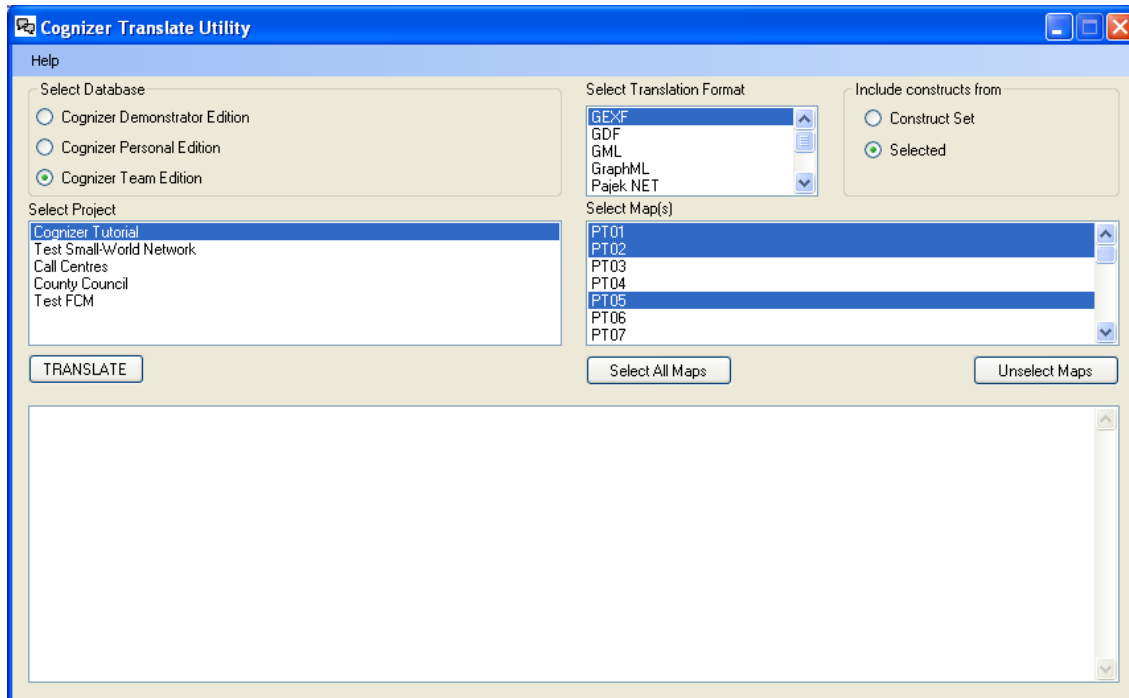 Cognizer Translate Utility
Help
Select Database
Cognizer Demonstrator Edition
Cognizer Personal Edition
Cognizer Team Edition
Select Translation Format
GEXF
GDF
GML
GraphML
Pajek NET
Include constructs from
Construct Set
Selected
Select Project
Cognizer Tutorial
Test Small-World Network
Call Centres
County Council
Test FCM
Select Map(s)
PT01
PT02
PT03
PT04
PT05
PT06
PT07
TRANSLATE
Select All Maps
Unselect Maps